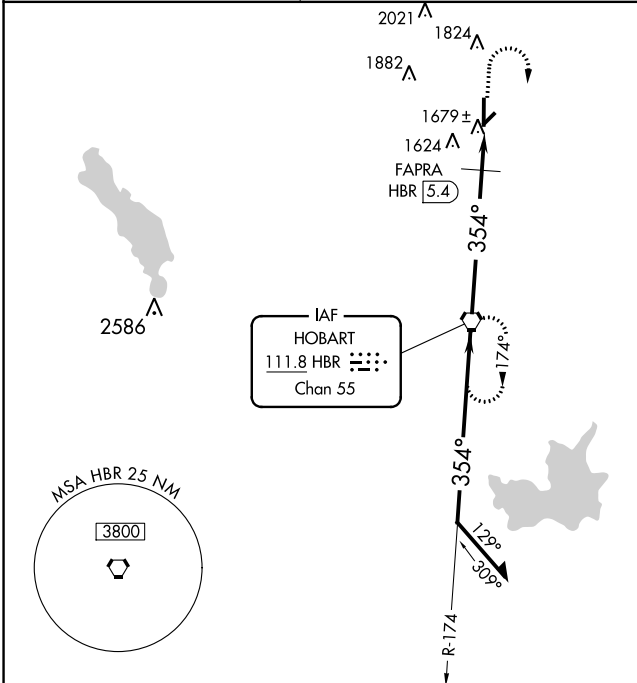 2021
1824
1882
1679 ±
1624
FAPRA
HBR 5.4
354°
2586
IAF
HOBART
111.8 HBR
Chan 55
174°
354°
MSA HBR 25 NM
3800
129°
309°
R-174